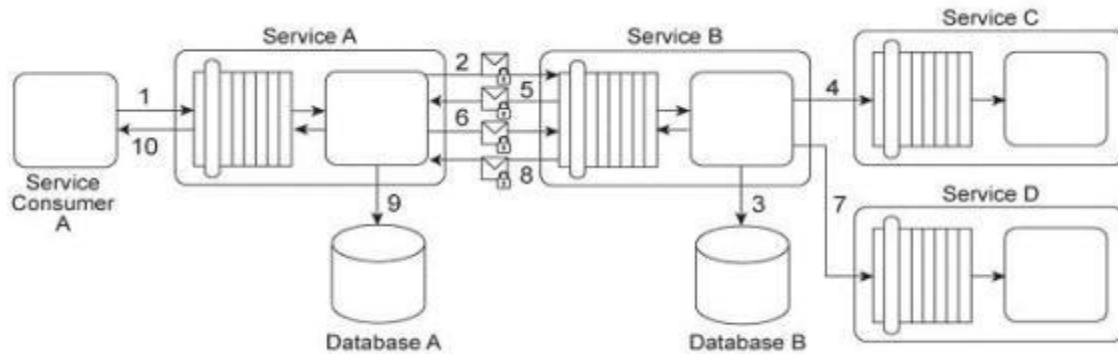 Service A
Service B
Service C
Service D
Service
Consumer
A
Database A
Database B
1
2
3
4
5
6
7
8
9
10